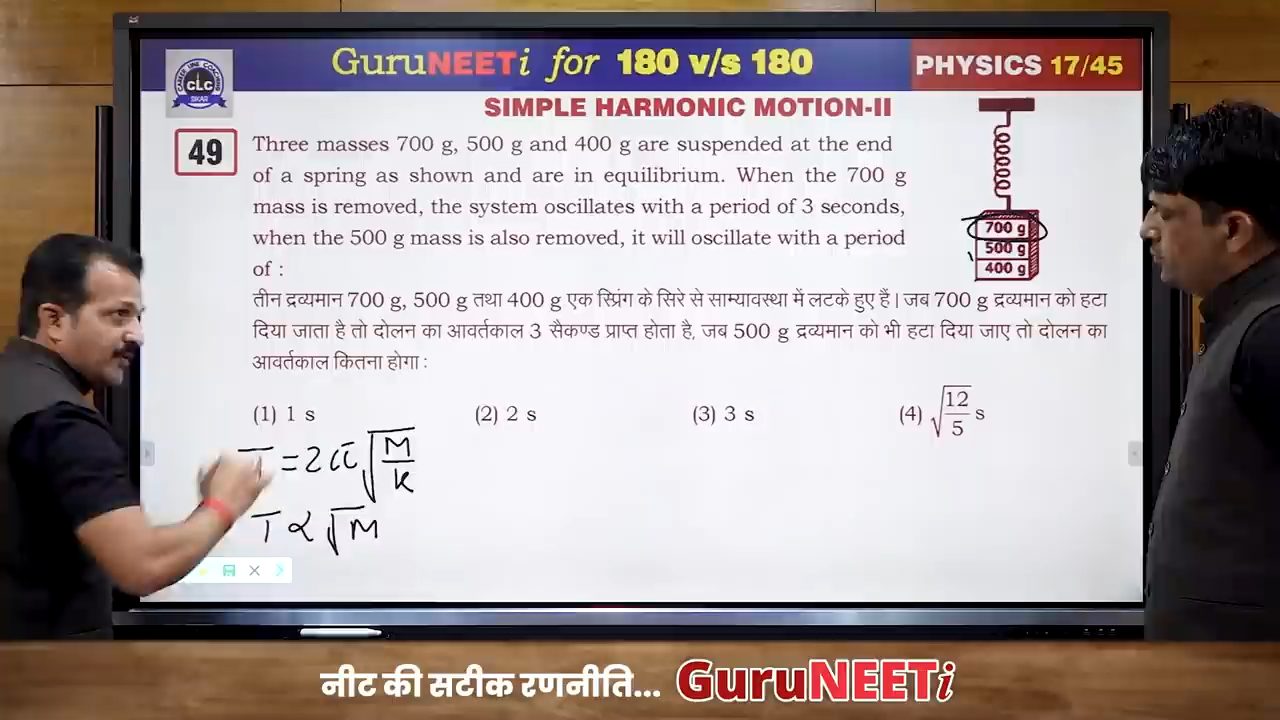 GuruNEETi for 180 v/s 180
PHYSICS 17/45
CAREER LINE COACHING
CLC
SIKAR
SIMPLE HARMONIC MOTION-II
49
Three masses 700 g, 500 g and 400 g are suspended at the end
of a spring as shown and are in equilibrium. When the 700 g
mass is removed, the system oscillates with a period of 3 seconds,
when the 500 g mass is also removed, it will oscillate with a period
of :
700 g
500 g
400 g
तीन द्रव्यमान 700 g, 500 g तथा 400 g एक स्प्रिंग के सिरे से साम्यावस्था में लटके हुए हैं। जब 700 g द्रव्यमान को हटा
दिया जाता है तो दोलन का आवर्तकाल 3 सैकण्ड प्राप्त होता है, जब 500 g द्रव्यमान को भी हटा दिया जाए तो दोलन का
आवर्तकाल कितना होगा :
(1) 1 s (2) 2 s (3) 3 s (4) √12/5 s
T = 2π√M/k
T ∝ √M
नीट की सटीक रणनीति... GuruNEETi